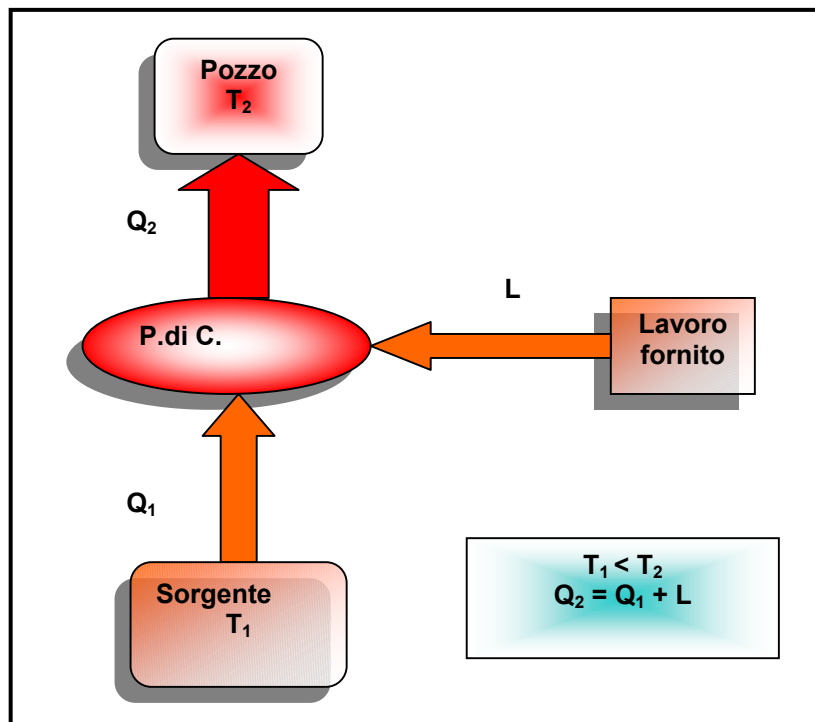 Pozzo
T₂
Q₂
L
P.di C.
Lavoro
fornito
Q₁
Sorgente
T₁
T₁ < T₂
Q₂ = Q₁ + L